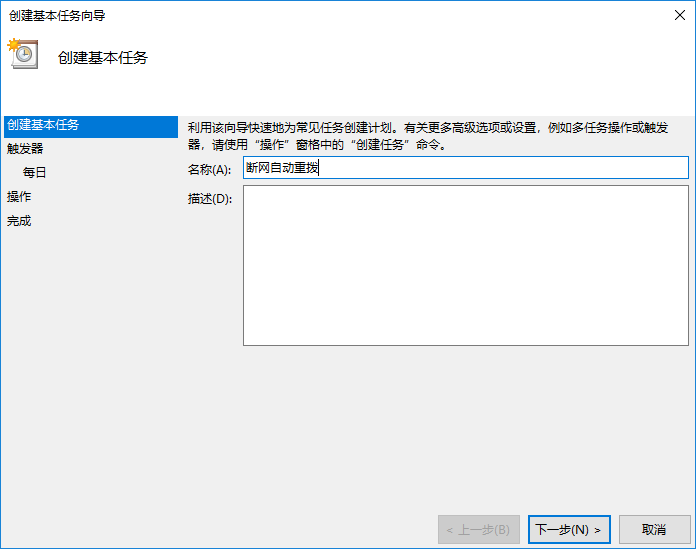 创建基本任务向导
创建基本任务
创建基本任务
触发器
每日
操作
完成
利用该向导快速地为常见任务创建计划。有关更多高级选项或设置，例如多任务操作或触发
器，请使用“操作”窗格中的“创建任务”命令。
名称(A):
断网自动重拨
描述(D):
< 上一步(B)
下一步(N) >
取消